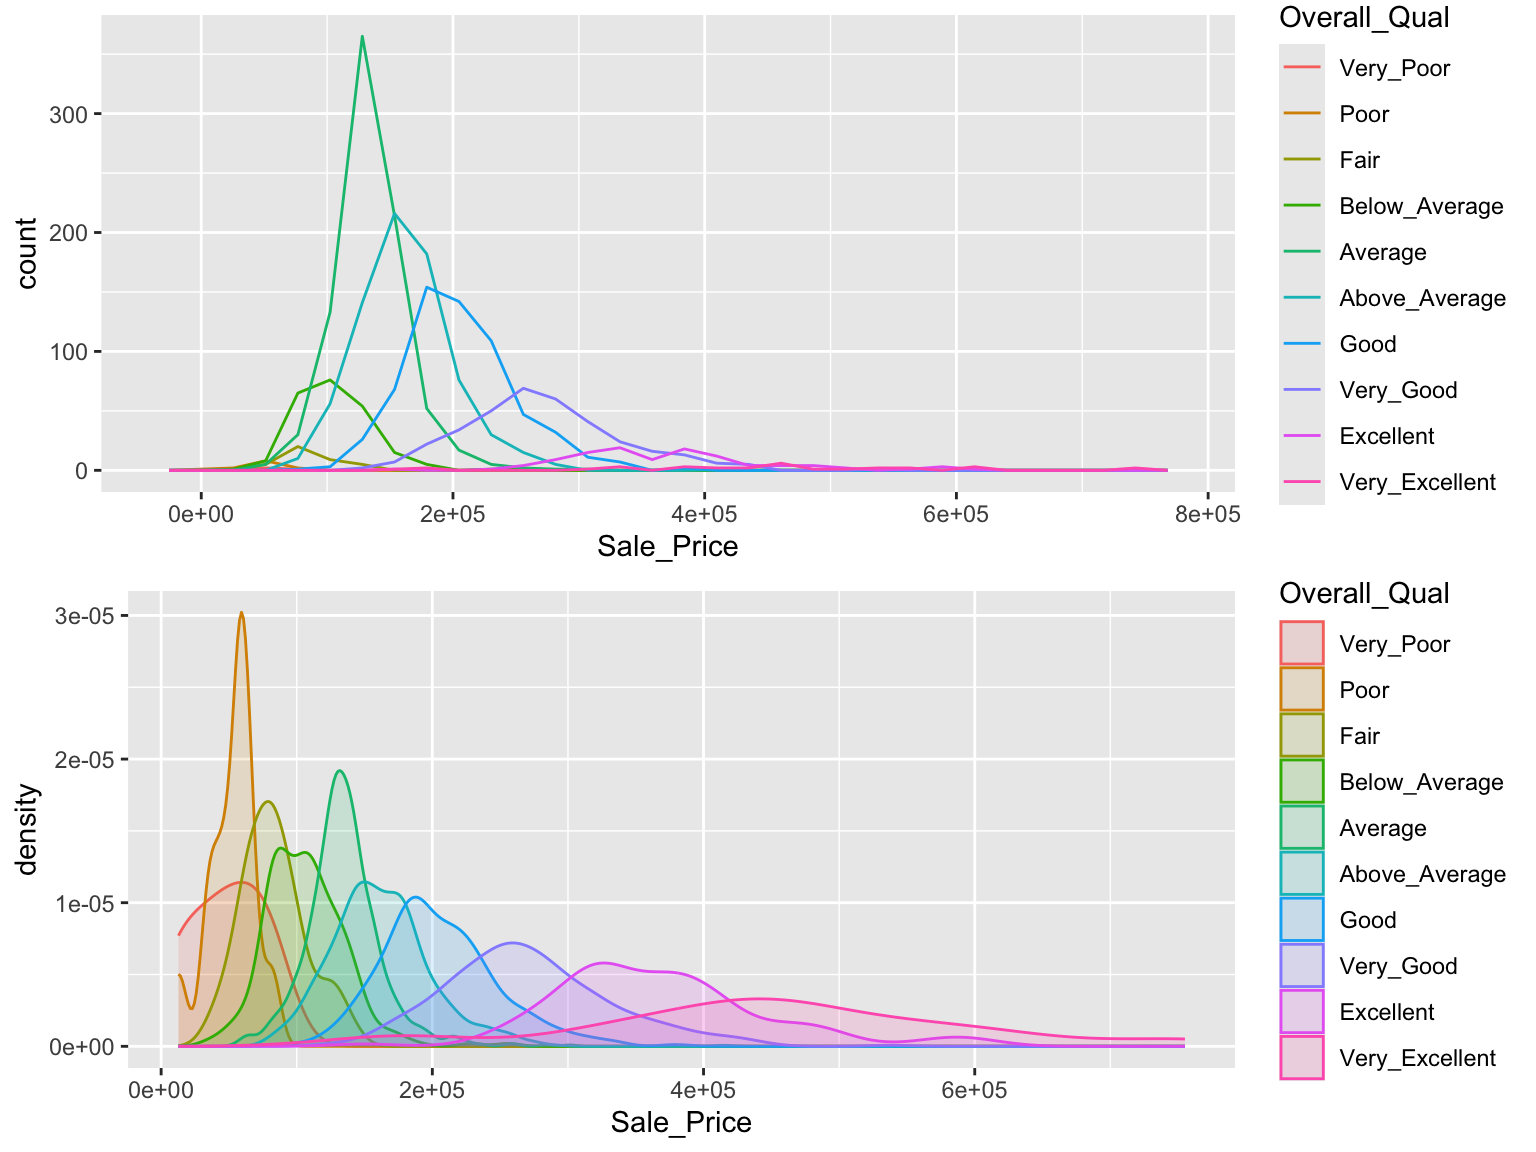 Overall_Qual
Very_Poor
Poor
Fair
Below_Average
Average
Above_Average
Good
Very_Good
Excellent
Very_Excellent
count
300
200
100
0
0e+00 2e+05 4e+05 6e+05 8e+05
Sale_Price
Overall_Qual
Very_Poor
Poor
Fair
Below_Average
Average
Above_Average
Good
Very_Good
Excellent
Very_Excellent
density
3e-05
2e-05
1e-05
0e+00
0e+00 2e+05 4e+05 6e+05
Sale_Price